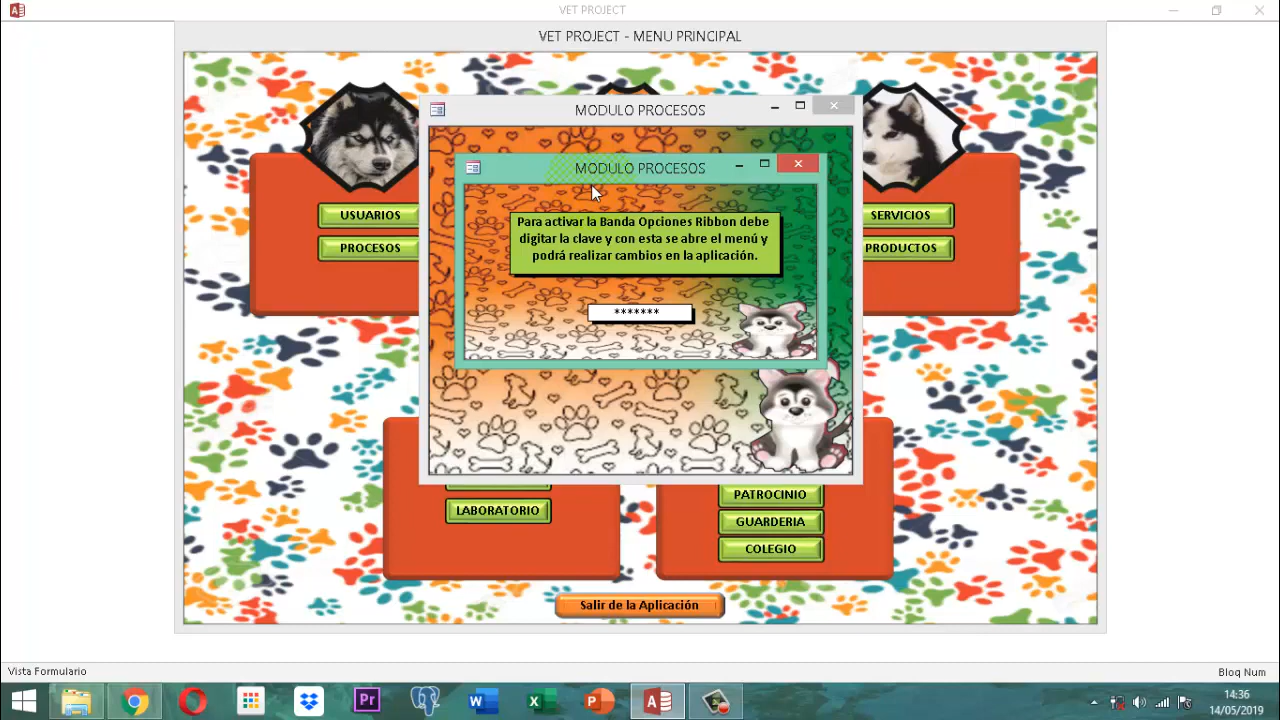 VET PROJECT
VET PROJECT - MENU PRINCIPAL
MODULO PROCESOS
MODULO PROCESOS
Para activar la Banda Opciones Ribbon debe
digitar la clave y con esta se abre el menú y
podrá realizar cambios en la aplicación.
*******
USUARIOS
PROCESOS
SERVICIOS
PRODUCTOS
LABORATORIO
PATROCINIO
GUARDERIA
COLEGIO
Salir de la Aplicación
Vista Formulario
Bloq Num
Pr
W
X
P
A
14:36
14/05/2019